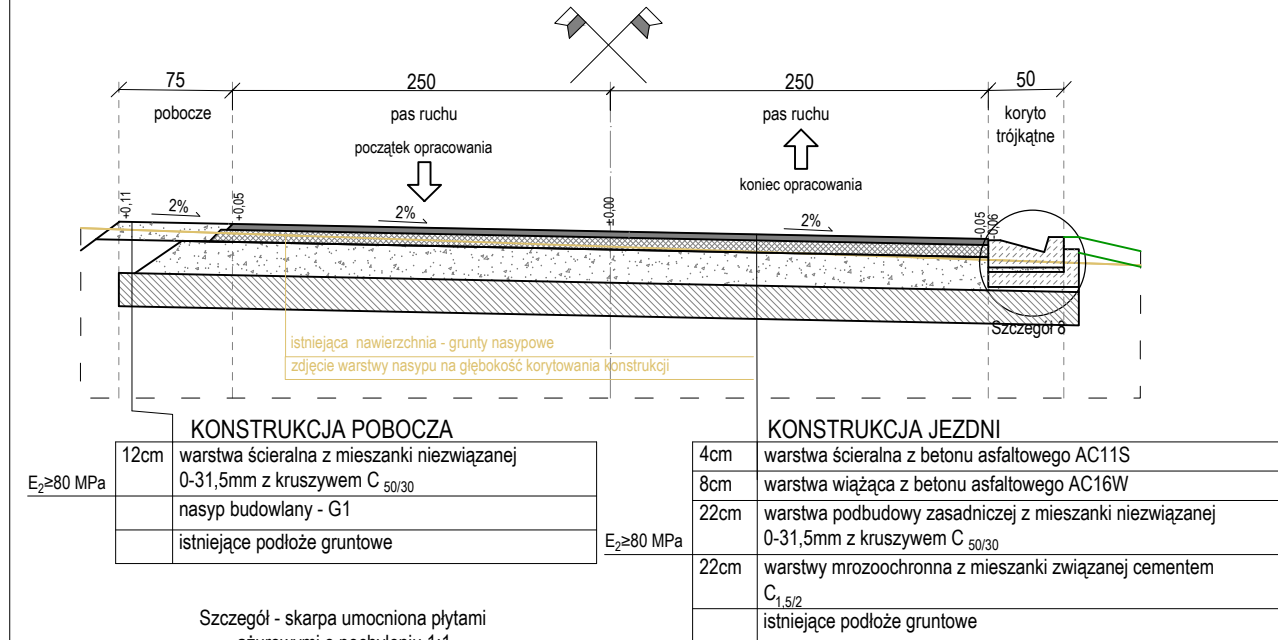 75
250
250
50
pobocze
pas ruchu
pas ruchu
koryto
trójkątne
początek opracowania
koniec opracowania
+0,11
2%
+0,05
2%
±0,00
2%
-0,05
-0,06
Szczegół 8
istniejąca nawierzchnia - grunty nasypowe
zdjęcie warstwy nasypu na głębokość korytowania konstrukcji
KONSTRUKCJA POBOCZA
12cm warstwa ścieralna z mieszanki niezwiązanej
0-31,5mm z kruszywem C 50/30
E2≥80 MPa
nasyp budowlany - G1
istniejące podłoże gruntowe
KONSTRUKCJA JEZDNI
4cm warstwa ścieralna z betonu asfaltowego AC11S
8cm warstwa wiążąca z betonu asfaltowego AC16W
22cm warstwa podbudowy zasadniczej z mieszanki niezwiązanej
0-31,5mm z kruszywem C 50/30
E2≥80 MPa
22cm warstwy mrozoochronna z mieszanki związanej cementem
C1,5/2
istniejące podłoże gruntowe
Szczegół - skarpa umocniona płytami
ażurowymi o pochyleniu 1:1